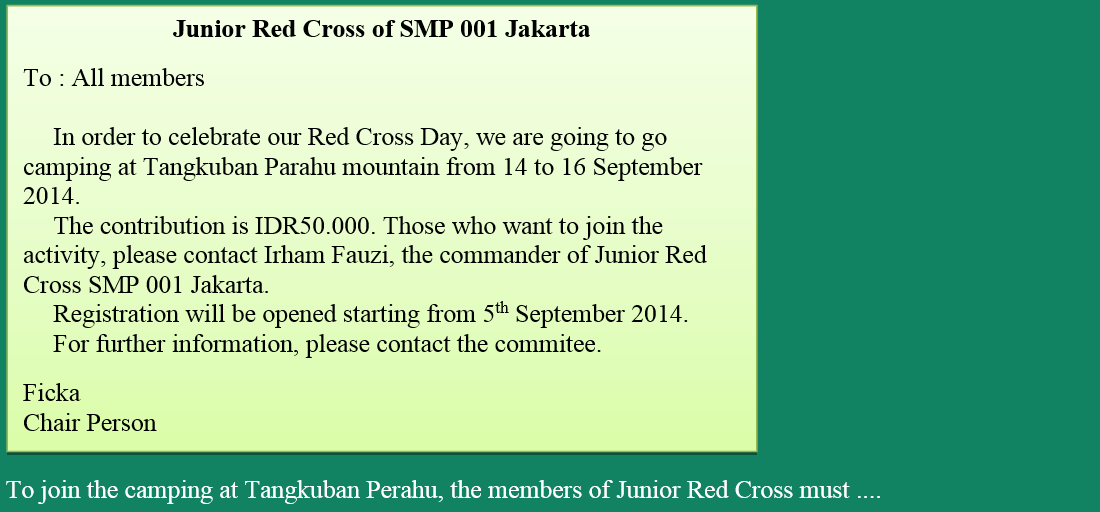 Junior Red Cross of SMP 001 Jakarta
To : All members
In order to celebrate our Red Cross Day, we are going to go
camping at Tangkuban Parahu mountain from 14 to 16 September
2014.
The contribution is IDR50.000. Those who want to join the
activity, please contact Irham Fauzi, the commander of Junior Red
Cross SMP 001 Jakarta.
Registration will be opened starting from 5th September 2014.
For further information, please contact the commitee.
Ficka
Chair Person
To join the camping at Tangkuban Perahu, the members of Junior Red Cross must ....